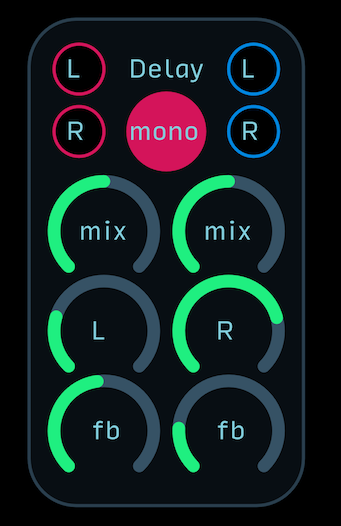 L Delay L
R mono R
mix mix
L R
fb fb